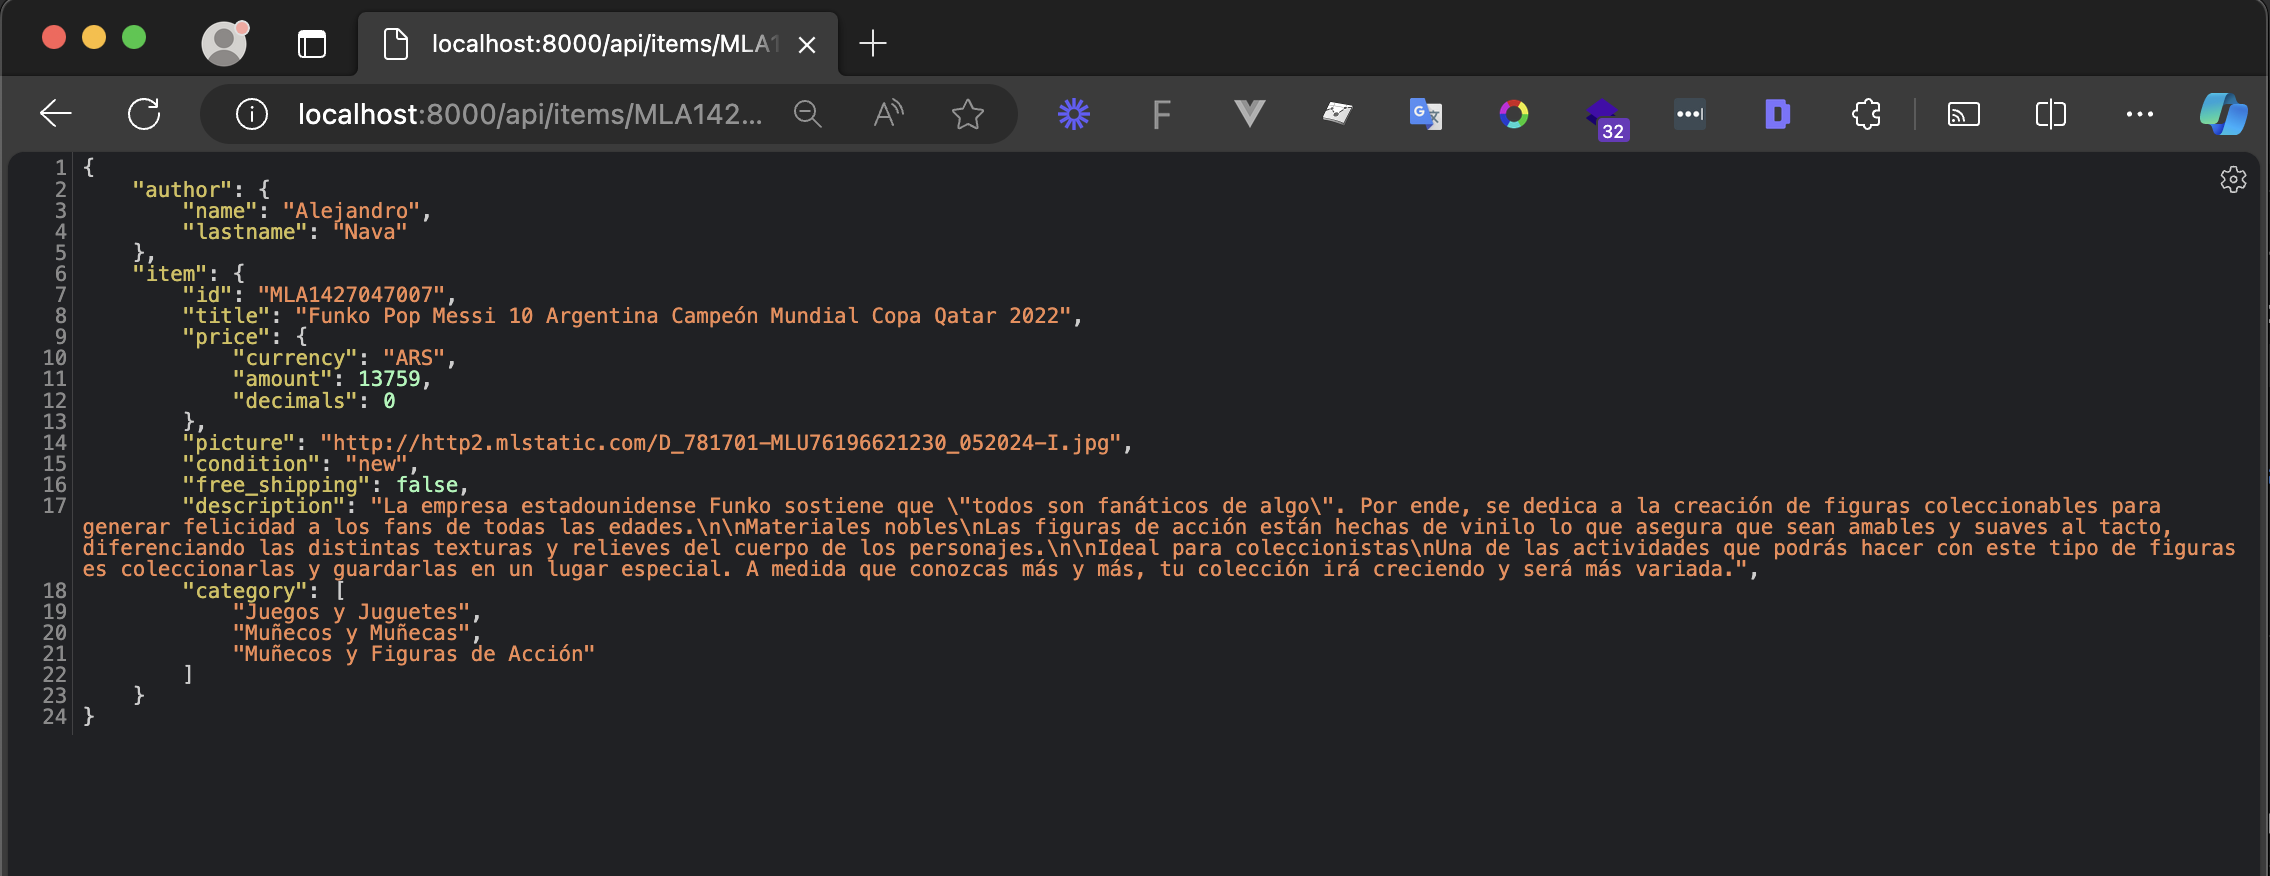 localhost:8000/api/items/MLA1
localhost:8000/api/items/MLA142...
F
G
32
D
1 {
2     "author": {
3         "name": "Alejandro",
4         "lastname": "Nava"
5     },
6     "item": {
7         "id": "MLA1427047007",
8         "title": "Funko Pop Messi 10 Argentina Campeón Mundial Copa Qatar 2022",
9         "price": {
10             "currency": "ARS",
11             "amount": 13759,
12             "decimals": 0
13         },
14         "picture": "http://http2.mlstatic.com/D_781701-MLU76196621230_052024-I.jpg",
15         "condition": "new",
16         "free_shipping": false,
17         "description": "La empresa estadounidense Funko sostiene que \"todos son fanáticos de algo\". Por ende, se dedica a la creación de figuras coleccionables para
generar felicidad a los fans de todas las edades.\n\nMateriales nobles\nLas figuras de acción están hechas de vinilo lo que asegura que sean amables y suaves al tacto,
diferenciando las distintas texturas y relieves del cuerpo de los personajes.\n\nIdeal para coleccionistas\nUna de las actividades que podrás hacer con este tipo de figuras
es coleccionarlas y guardarlas en un lugar especial. A medida que conozcas más y más, tu colección irá creciendo y será más variada.",
18         "category": [
19             "Juegos y Juguetes",
20             "Muñecos y Muñecas",
21             "Muñecos y Figuras de Acción"
22         ]
23     }
24 }